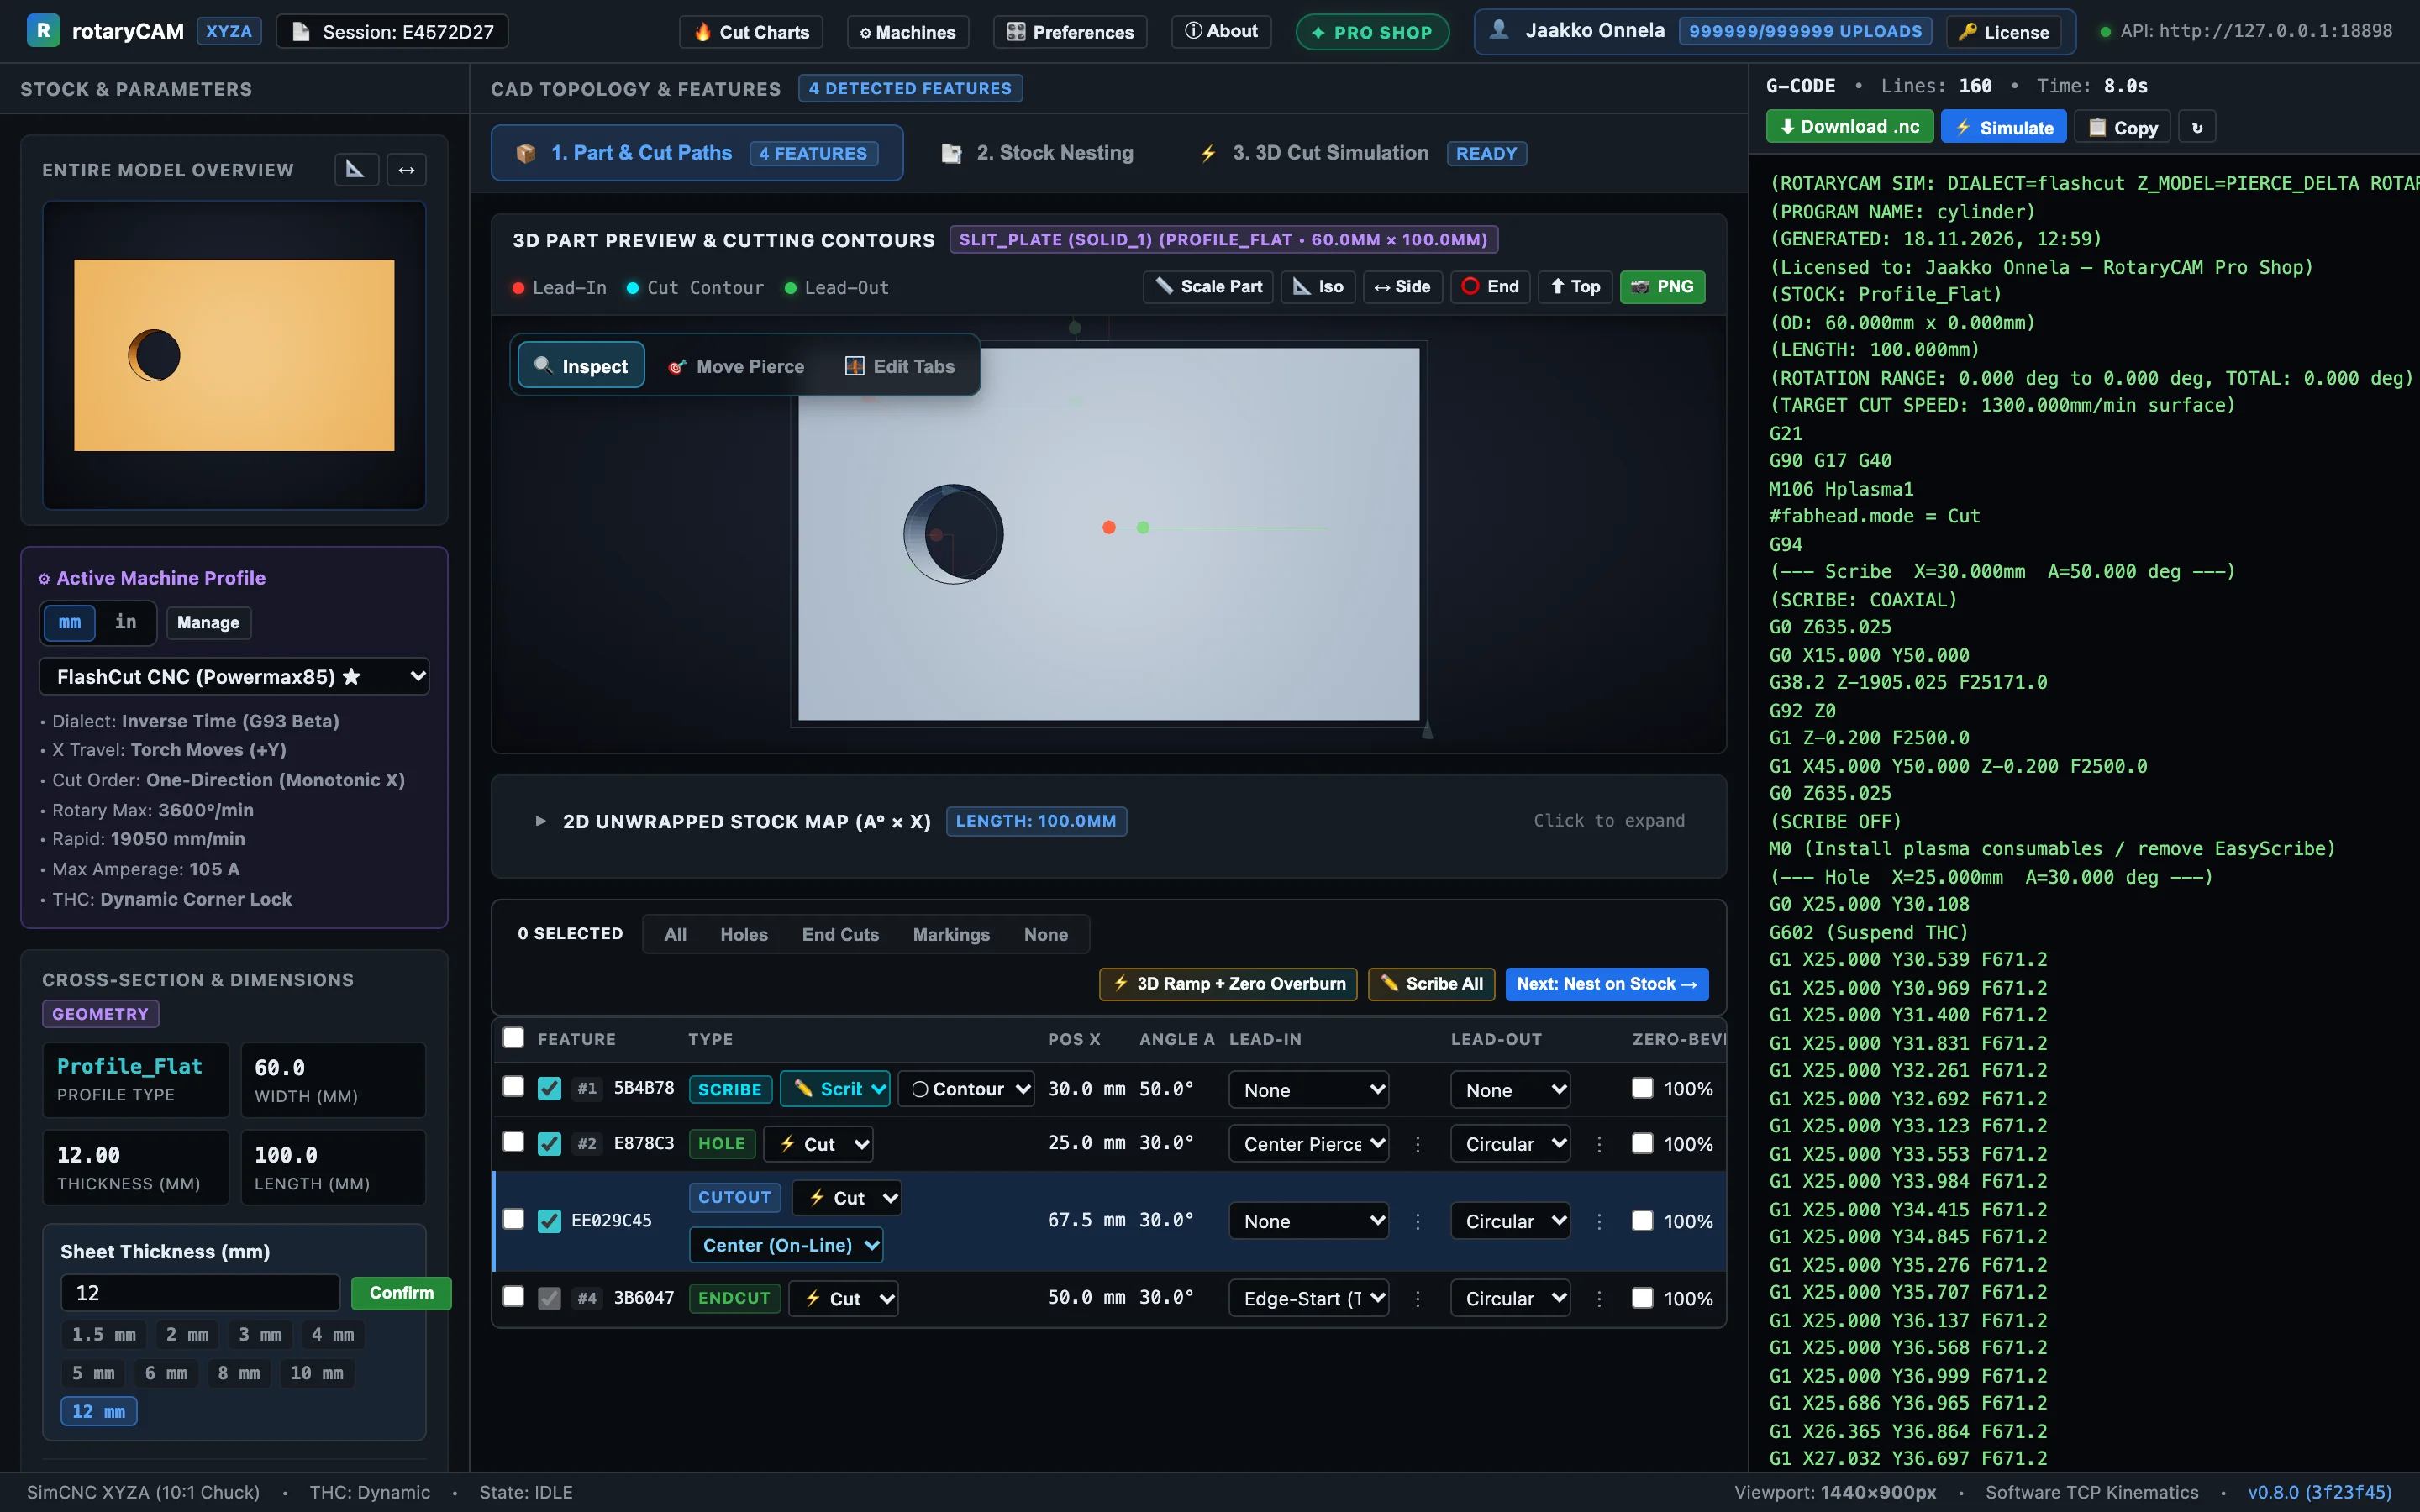 R rotaryCAM XYZA Session: E4572D27 Cut Charts Machines Preferences About PRO SHOP Jaakko Onnela 999999/999999 UPLOADS License API: http://127.0.0.1:18898
STOCK & PARAMETERS
ENTIRE MODEL OVERVIEW
Active Machine Profile
mm in Manage
FlashCut CNC (Powermax85) ★
• Dialect: Inverse Time (G93 Beta)
• X Travel: Torch Moves (+Y)
• Cut Order: One-Direction (Monotonic X)
• Rotary Max: 3600°/min
• Rapid: 19050 mm/min
• Max Amperage: 105 A
• THC: Dynamic Corner Lock
CROSS-SECTION & DIMENSIONS
GEOMETRY
Profile_Flat
PROFILE TYPE
60.0
WIDTH (MM)
12.00
THICKNESS (MM)
100.0
LENGTH (MM)
Sheet Thickness (mm)
12 Confirm
1.5 mm 2 mm 3 mm 4 mm
5 mm 6 mm 8 mm 10 mm
12 mm
CAD TOPOLOGY & FEATURES 4 DETECTED FEATURES
1. Part & Cut Paths 4 FEATURES 2. Stock Nesting 3. 3D Cut Simulation READY
3D PART PREVIEW & CUTTING CONTOURS SLIT_PLATE (SOLID_1) (PROFILE_FLAT • 60.0MM × 100.0MM)
Lead-In Cut Contour Lead-Out Scale Part Iso ↔ Side End Top PNG
Inspect Move Pierce Edit Tabs
▶ 2D UNWRAPPED STOCK MAP (A° × X) LENGTH: 100.0MM Click to expand
0 SELECTED All Holes End Cuts Markings None
3D Ramp + Zero Overburn Scribe All Next: Nest on Stock →
FEATURE TYPE POS X ANGLE A LEAD-IN LEAD-OUT ZERO-BEVI
#1 5B4B78 SCRIBE Scrib Contour 30.0 mm 50.0° None None 100%
#2 E878C3 HOLE Cut 25.0 mm 30.0° Center Pierce ⋮ Circular ⋮ 100%
EE029C45 CUTOUT Cut Center (On-Line) 67.5 mm 30.0° None ⋮ Circular ⋮ 100%
#4 3B6047 ENDCUT Cut 50.0 mm 30.0° Edge-Start (T ⋮ Circular ⋮ 100%
G-CODE • Lines: 160 • Time: 8.0s
Download .nc Simulate Copy ↻
(ROTARYCAM SIM: DIALECT=flashcut Z_MODEL=PIERCE_DELTA ROTAR
(PROGRAM NAME: cylinder)
(GENERATED: 18.11.2026, 12:59)
(Licensed to: Jaakko Onnela — RotaryCAM Pro Shop)
(STOCK: Profile_Flat)
(OD: 60.000mm x 0.000mm)
(LENGTH: 100.000mm)
(ROTATION RANGE: 0.000 deg to 0.000 deg, TOTAL: 0.000 deg)
(TARGET CUT SPEED: 1300.000mm/min surface)
G21
G90 G17 G40
M106 Hplasma1
#fabhead.mode = Cut
G94
(--- Scribe X=30.000mm A=50.000 deg ---)
(SCRIBE: COAXIAL)
G0 Z635.025
G0 X15.000 Y50.000
G38.2 Z-1905.025 F25171.0
G92 Z0
G1 Z-0.200 F2500.0
G1 X45.000 Y50.000 Z-0.200 F2500.0
G0 Z635.025
(SCRIBE OFF)
M0 (Install plasma consumables / remove EasyScribe)
(--- Hole X=25.000mm A=30.000 deg ---)
G0 X25.000 Y30.108
G602 (Suspend THC)
G1 X25.000 Y30.539 F671.2
G1 X25.000 Y30.969 F671.2
G1 X25.000 Y31.400 F671.2
G1 X25.000 Y31.831 F671.2
G1 X25.000 Y32.261 F671.2
G1 X25.000 Y32.692 F671.2
G1 X25.000 Y33.123 F671.2
G1 X25.000 Y33.553 F671.2
G1 X25.000 Y33.984 F671.2
G1 X25.000 Y34.415 F671.2
G1 X25.000 Y34.845 F671.2
G1 X25.000 Y35.276 F671.2
G1 X25.000 Y35.707 F671.2
G1 X25.000 Y36.137 F671.2
G1 X25.000 Y36.568 F671.2
G1 X25.000 Y36.999 F671.2
G1 X25.686 Y36.965 F671.2
G1 X26.365 Y36.864 F671.2
G1 X27.032 Y36.697 F671.2
SimCNC XYZA (10:1 Chuck) • THC: Dynamic • State: IDLE Viewport: 1440×900px • Software TCP Kinematics • v0.8.0 (3f23f45)